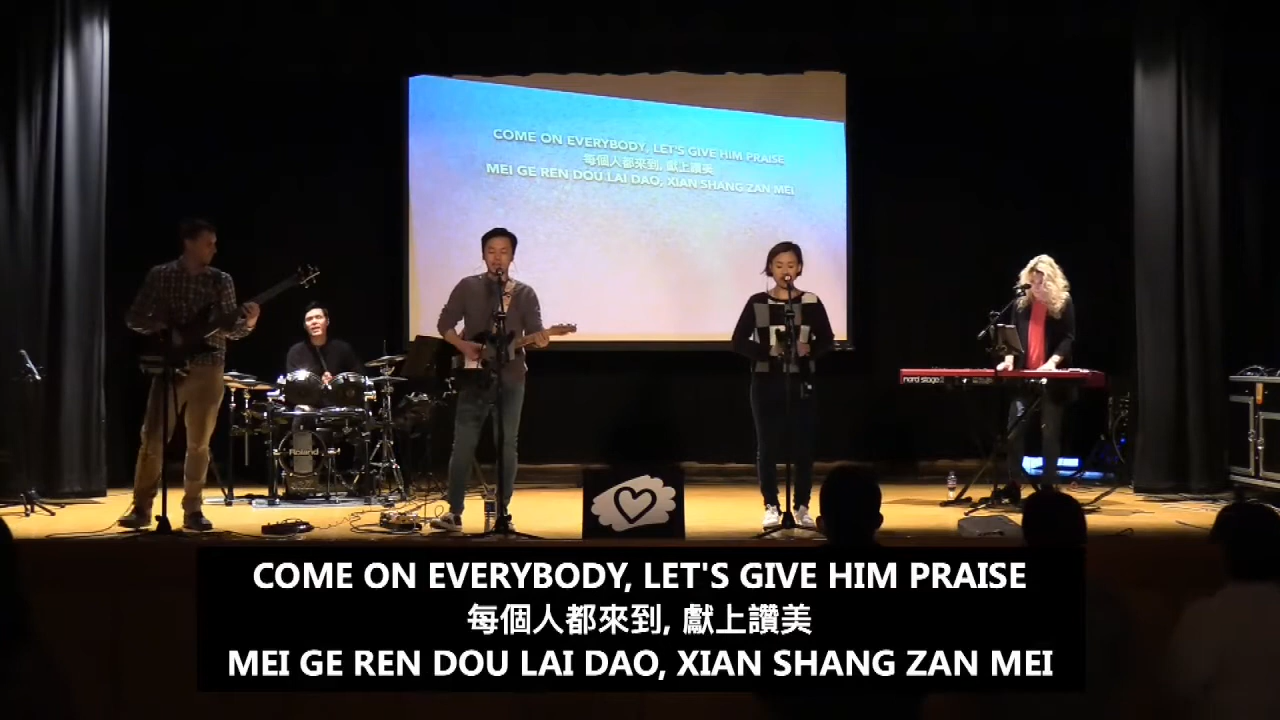 COME ON EVERYBODY, LET'S GIVE HIM PRAISE
每個人都來到, 獻上讚美
MEI GE REN DOU LAI DAO, XIAN SHANG ZAN MEI
nord stage
Roland
COME ON EVERYBODY, LET'S GIVE HIM PRAISE
每個人都來到, 獻上讚美
MEI GE REN DOU LAI DAO, XIAN SHANG ZAN MEI